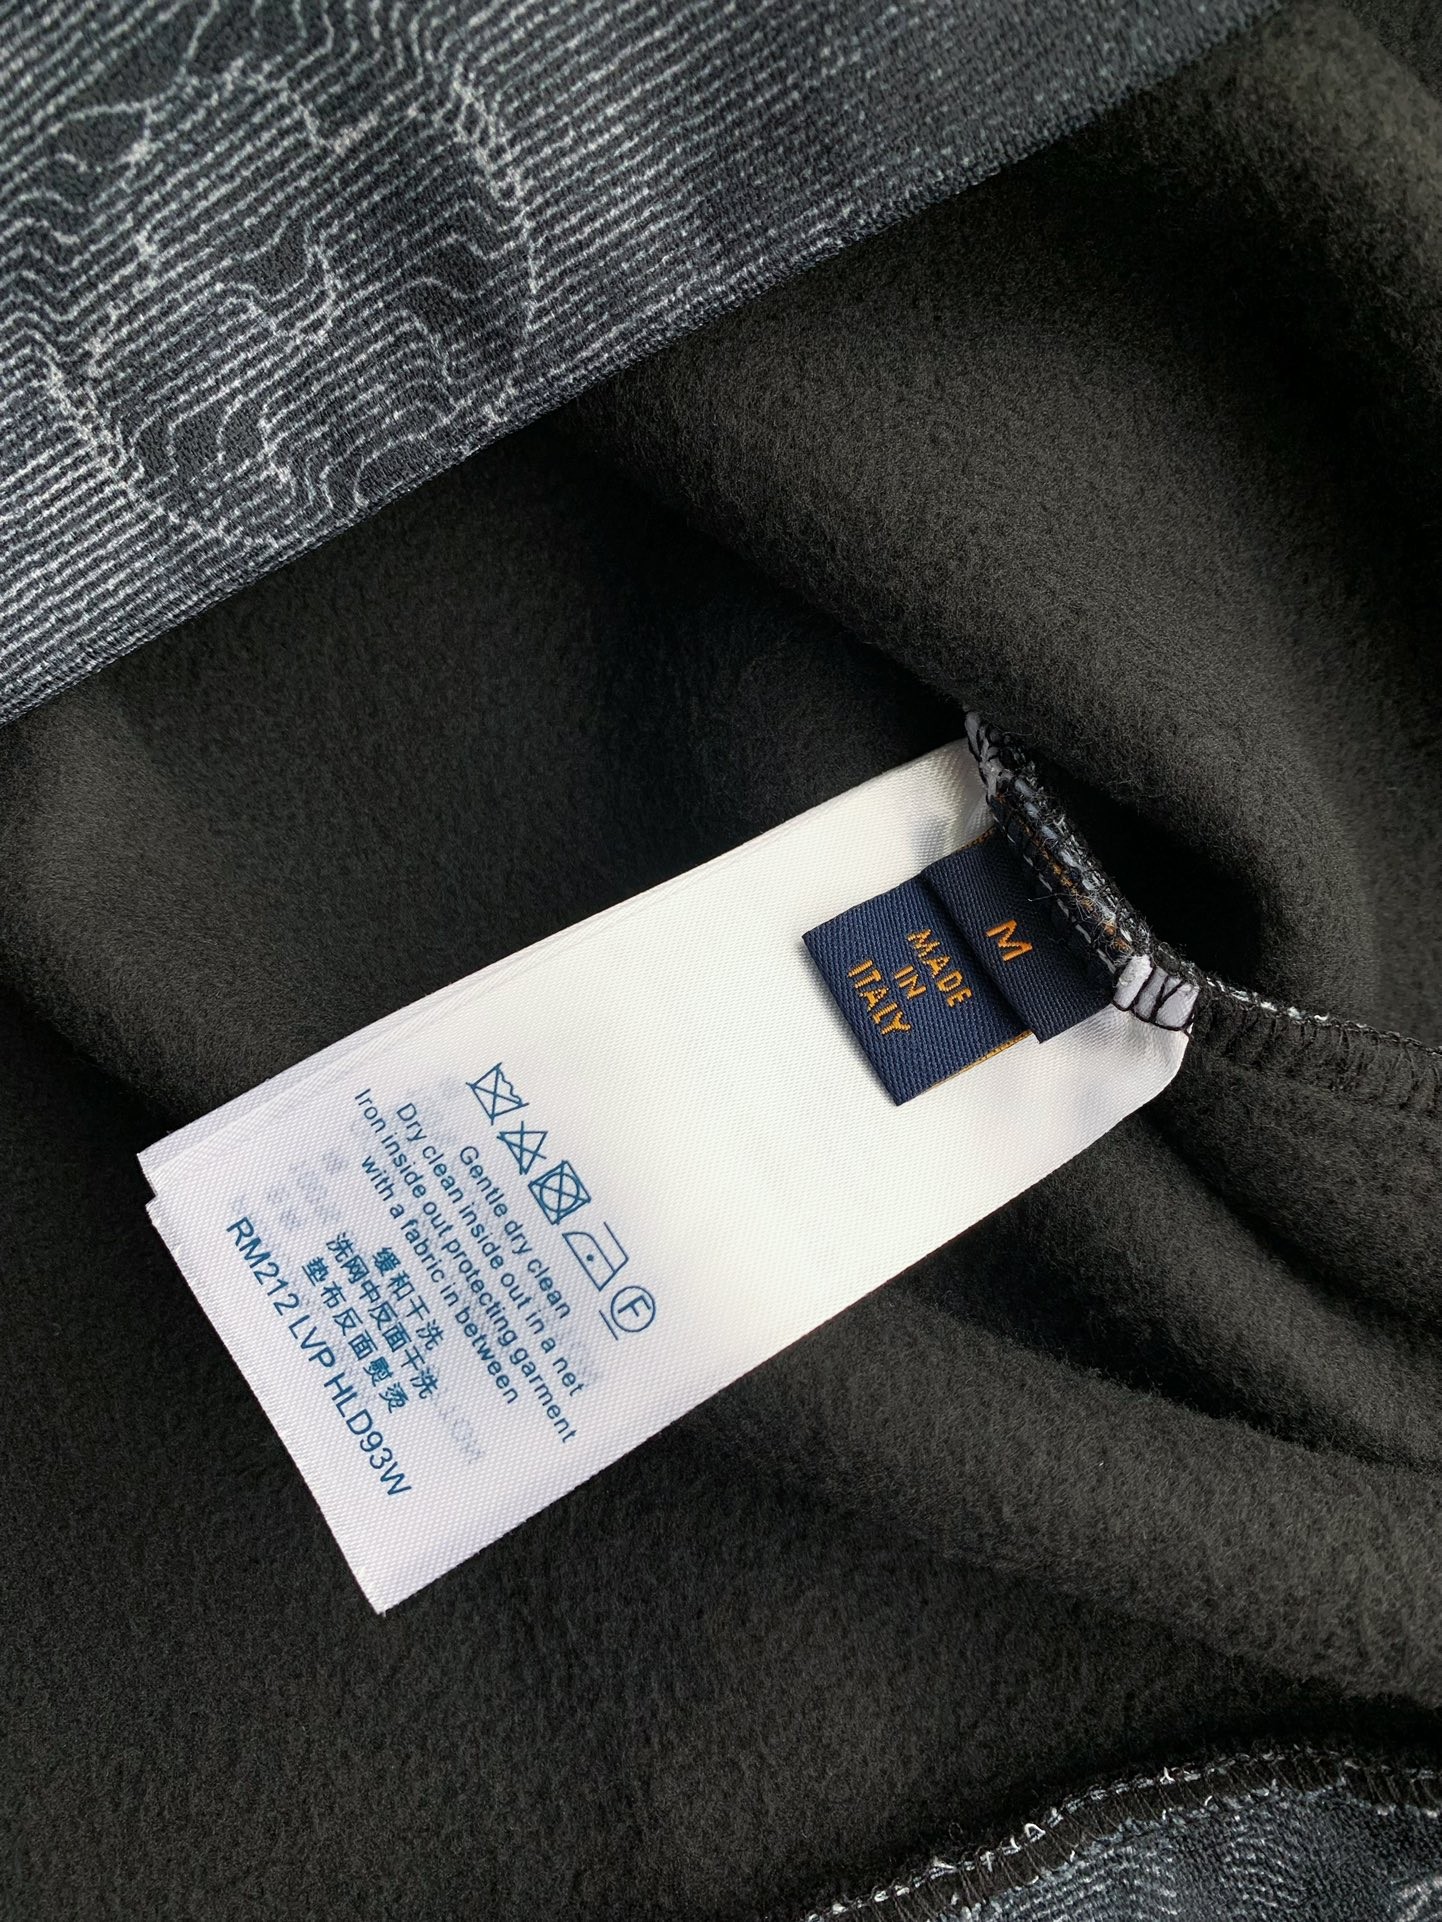 M
MADE
IN
ITALY
F
Gentle dry clean
Dry clean inside out in a net
Iron inside out protecting garment
with a fabric in between
缓和干洗
洗网中反面干洗
垫布反面熨烫
RM212 LVP HLD93W